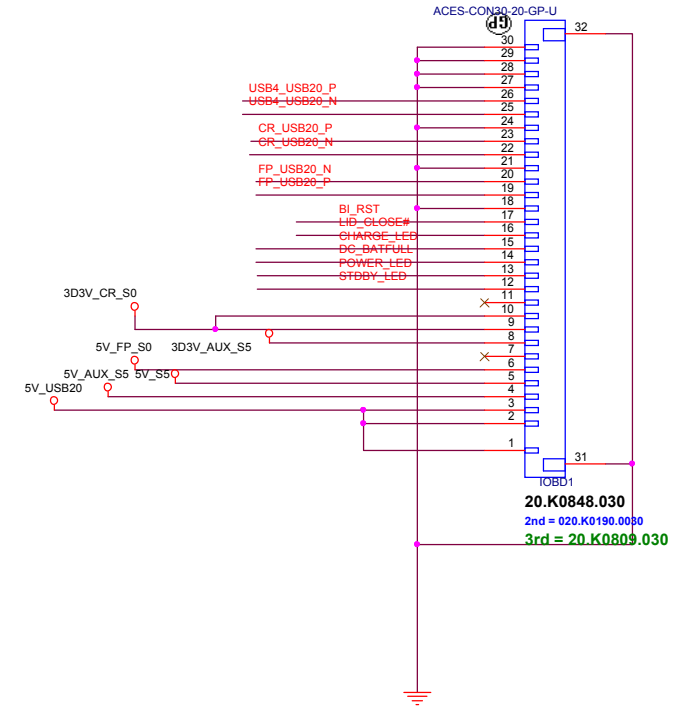 ACES-CON30-20-GP-U
GP
32
30
29
28
27
USB4_USB20_P
26
USB4_USB20_N
25
24
CR_USB20_P
23
CR_USB20_N
22
21
FP_USB20_N
20
FP_USB20_P
19
18
BI_RST
17
LID_CLOSE#
16
CHARGE_LED
15
DC_BATFULL
14
POWER_LED
13
STDBY_LED
12
3D3V_CR_S0
11
10
9
3D3V_AUX_S5
8
5V_FP_S0
7
6
5V_AUX_S5
5V_S5
5
5V_USB20
4
3
2
1
31
IOBD1
20.K0848.030
2nd = 020.K0190.0030
3rd = 20.K0809.030